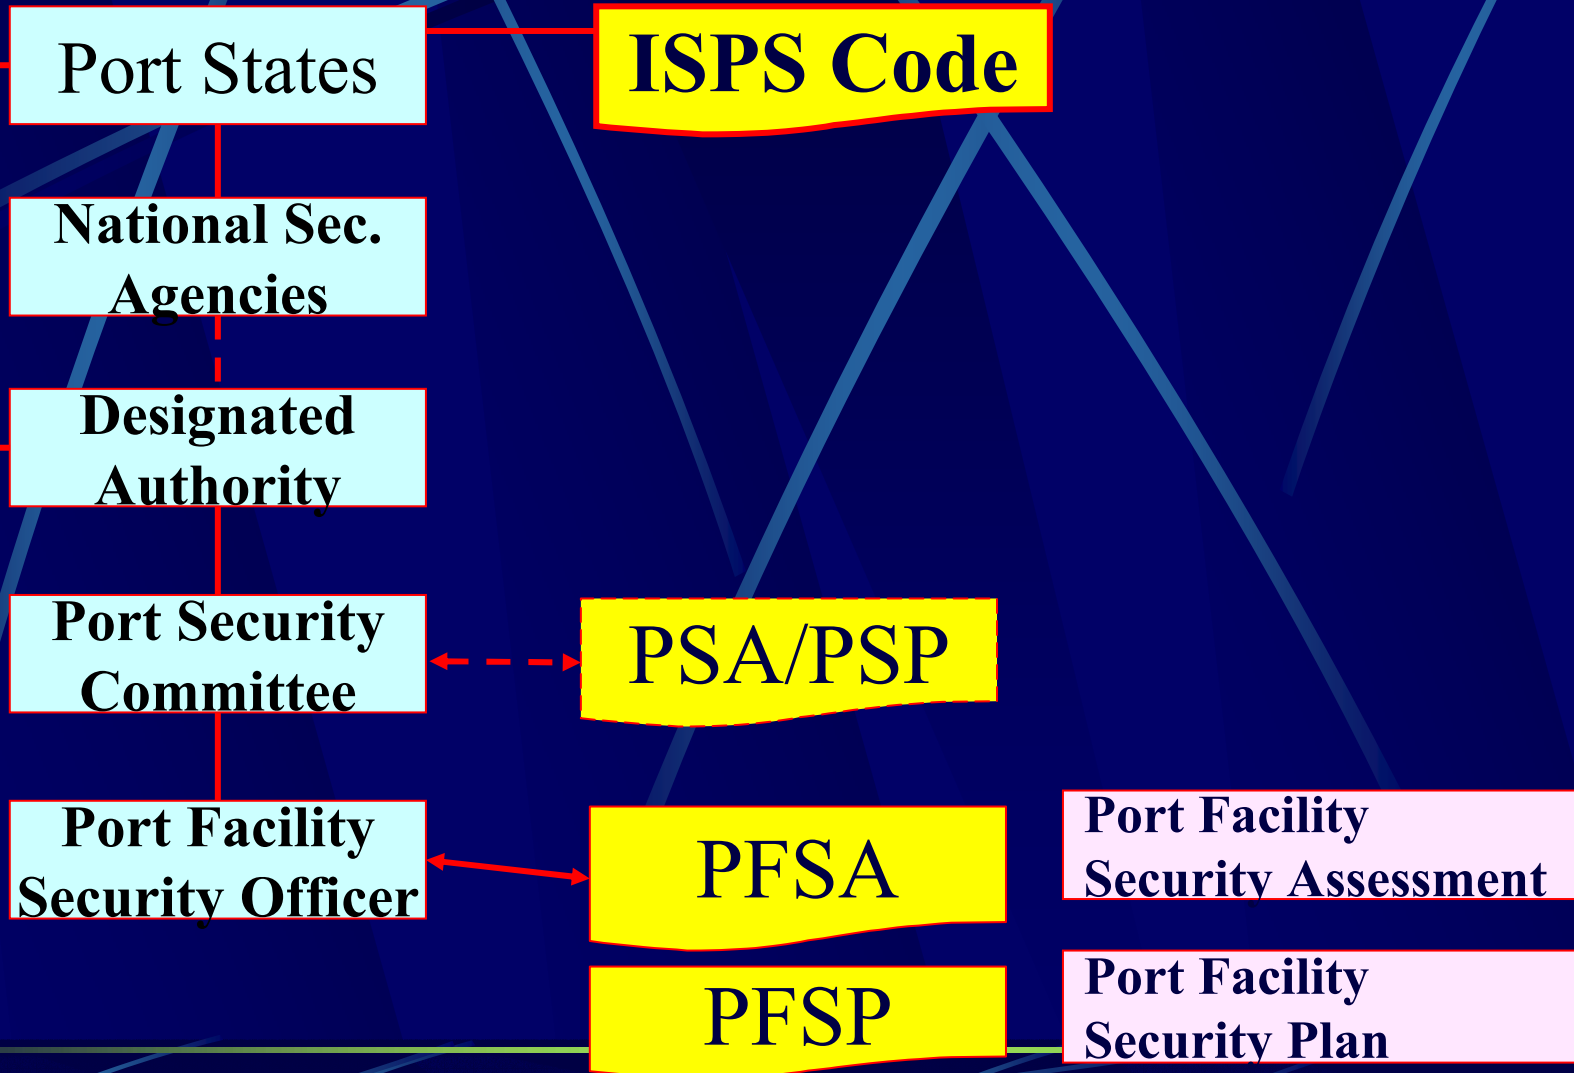 Port States
ISPS Code
National Sec.
Agencies
Designated
Authority
Port Security
Committee
PSA/PSP
Port Facility
Security Officer
PFSA
Port Facility
Security Assessment
PFSP
Port Facility
Security Plan